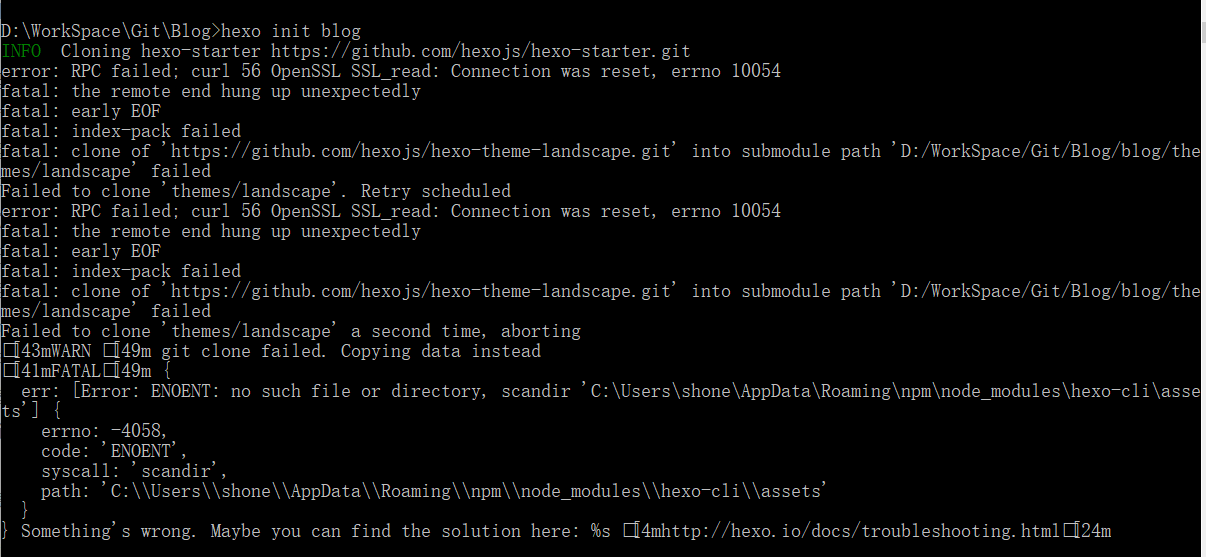 D:\WorkSpace\Git\Blog>hexo init blog
INFO  Cloning hexo-starter https://github.com/hexojs/hexo-starter.git
error: RPC failed; curl 56 OpenSSL SSL_read: Connection was reset, errno 10054
fatal: the remote end hung up unexpectedly
fatal: early EOF
fatal: index-pack failed
fatal: clone of 'https://github.com/hexojs/hexo-theme-landscape.git' into submodule path 'D:/WorkSpace/Git/Blog/blog/the
mes/landscape' failed
Failed to clone 'themes/landscape'. Retry scheduled
error: RPC failed; curl 56 OpenSSL SSL_read: Connection was reset, errno 10054
fatal: the remote end hung up unexpectedly
fatal: early EOF
fatal: index-pack failed
fatal: clone of 'https://github.com/hexojs/hexo-theme-landscape.git' into submodule path 'D:/WorkSpace/Git/Blog/blog/the
mes/landscape' failed
Failed to clone 'themes/landscape' a second time, aborting
□[43mWARN □[49m git clone failed. Copying data instead
□[41mFATAL□[49m {
  err: [Error: ENOENT: no such file or directory, scandir 'C:\Users\shone\AppData\Roaming\npm\node_modules\hexo-cli\asse
ts'] {
    errno: -4058,
    code: 'ENOENT',
    syscall: 'scandir',
    path: 'C:\\Users\\shone\\AppData\\Roaming\\npm\\node_modules\\hexo-cli\\assets'
  }
} Something's wrong. Maybe you can find the solution here: %s □[4mhttp://hexo.io/docs/troubleshooting.html□[24m